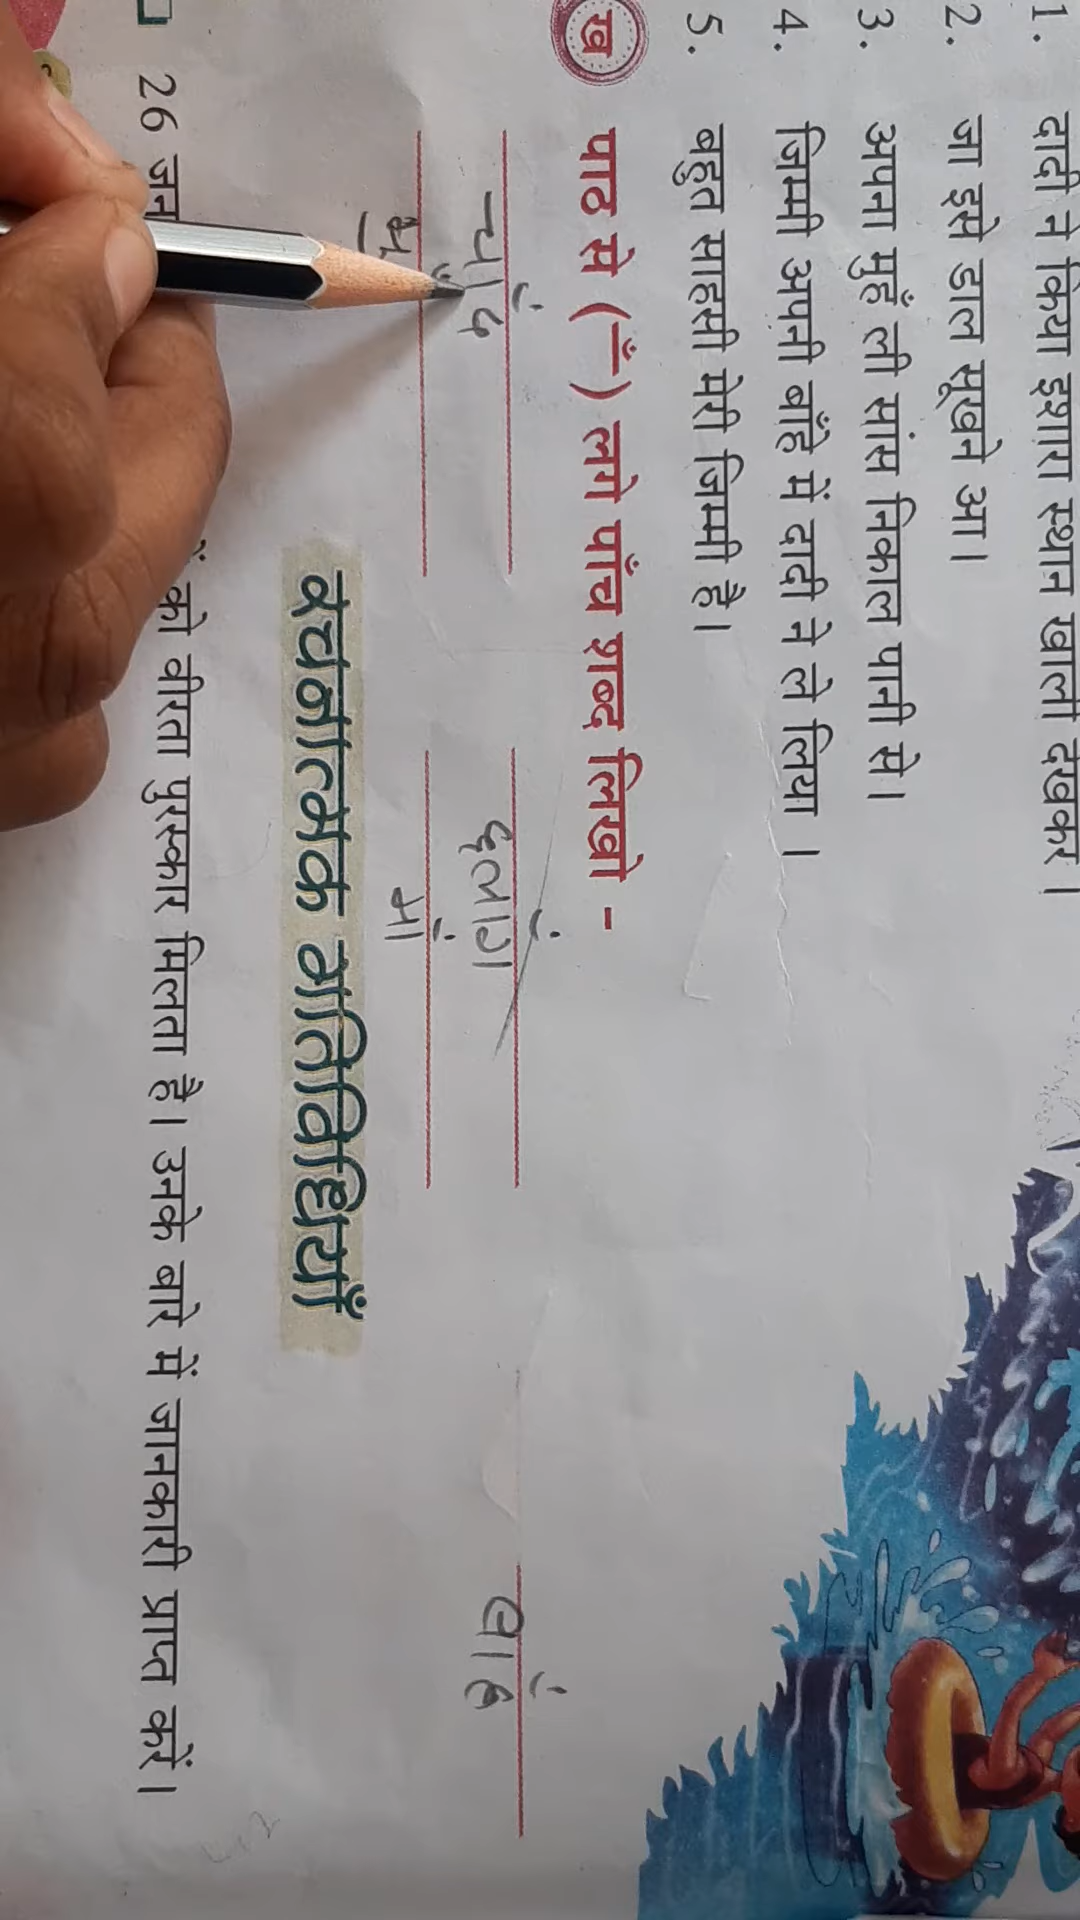 1. दादी ने किया इशारा स्थान खाली देखकर।
2. जा इसे डाल सूखने आ।
3. अपना मुहँ ली सांस निकाल पानी से।
4. जिम्मी अपनी बाँहे में दादी ने ले लिया ।
5. बहुत साहसी मेरी जिम्मी है।
ख पाठ से (ँ) लगे पाँच शब्द लिखो -
चाँद छलाँग बाँह
मुँ माँ
रचनात्मक गतिविधियाँ
26 जन को वीरता पुरस्कार मिलता है। उनके बारे में जानकारी प्राप्त करें।